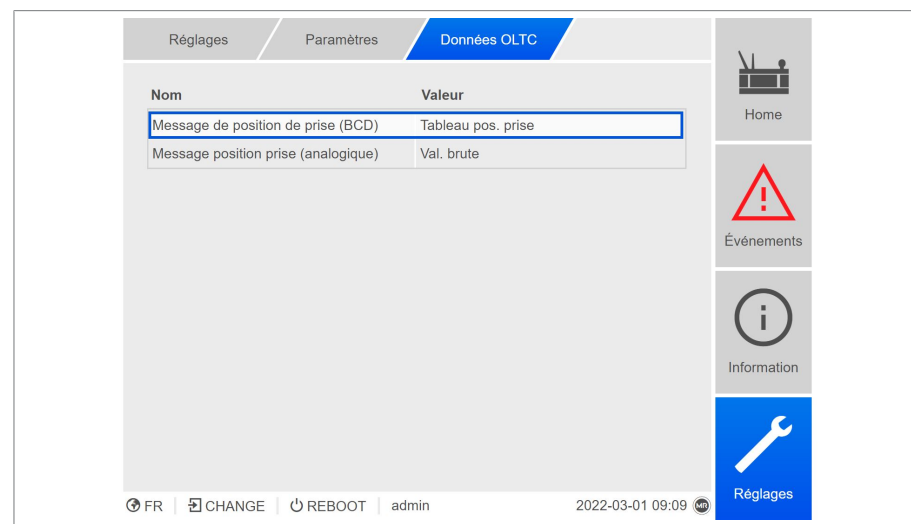 Réglages Paramètres Données OLTC
Nom Valeur
Message de position de prise (BCD) Tableau pos. prise
Message position prise (analogique) Val. brute
Home
Événements
Information
Réglages
FR CHANGE REBOOT admin 2022-03-01 09:09 MR